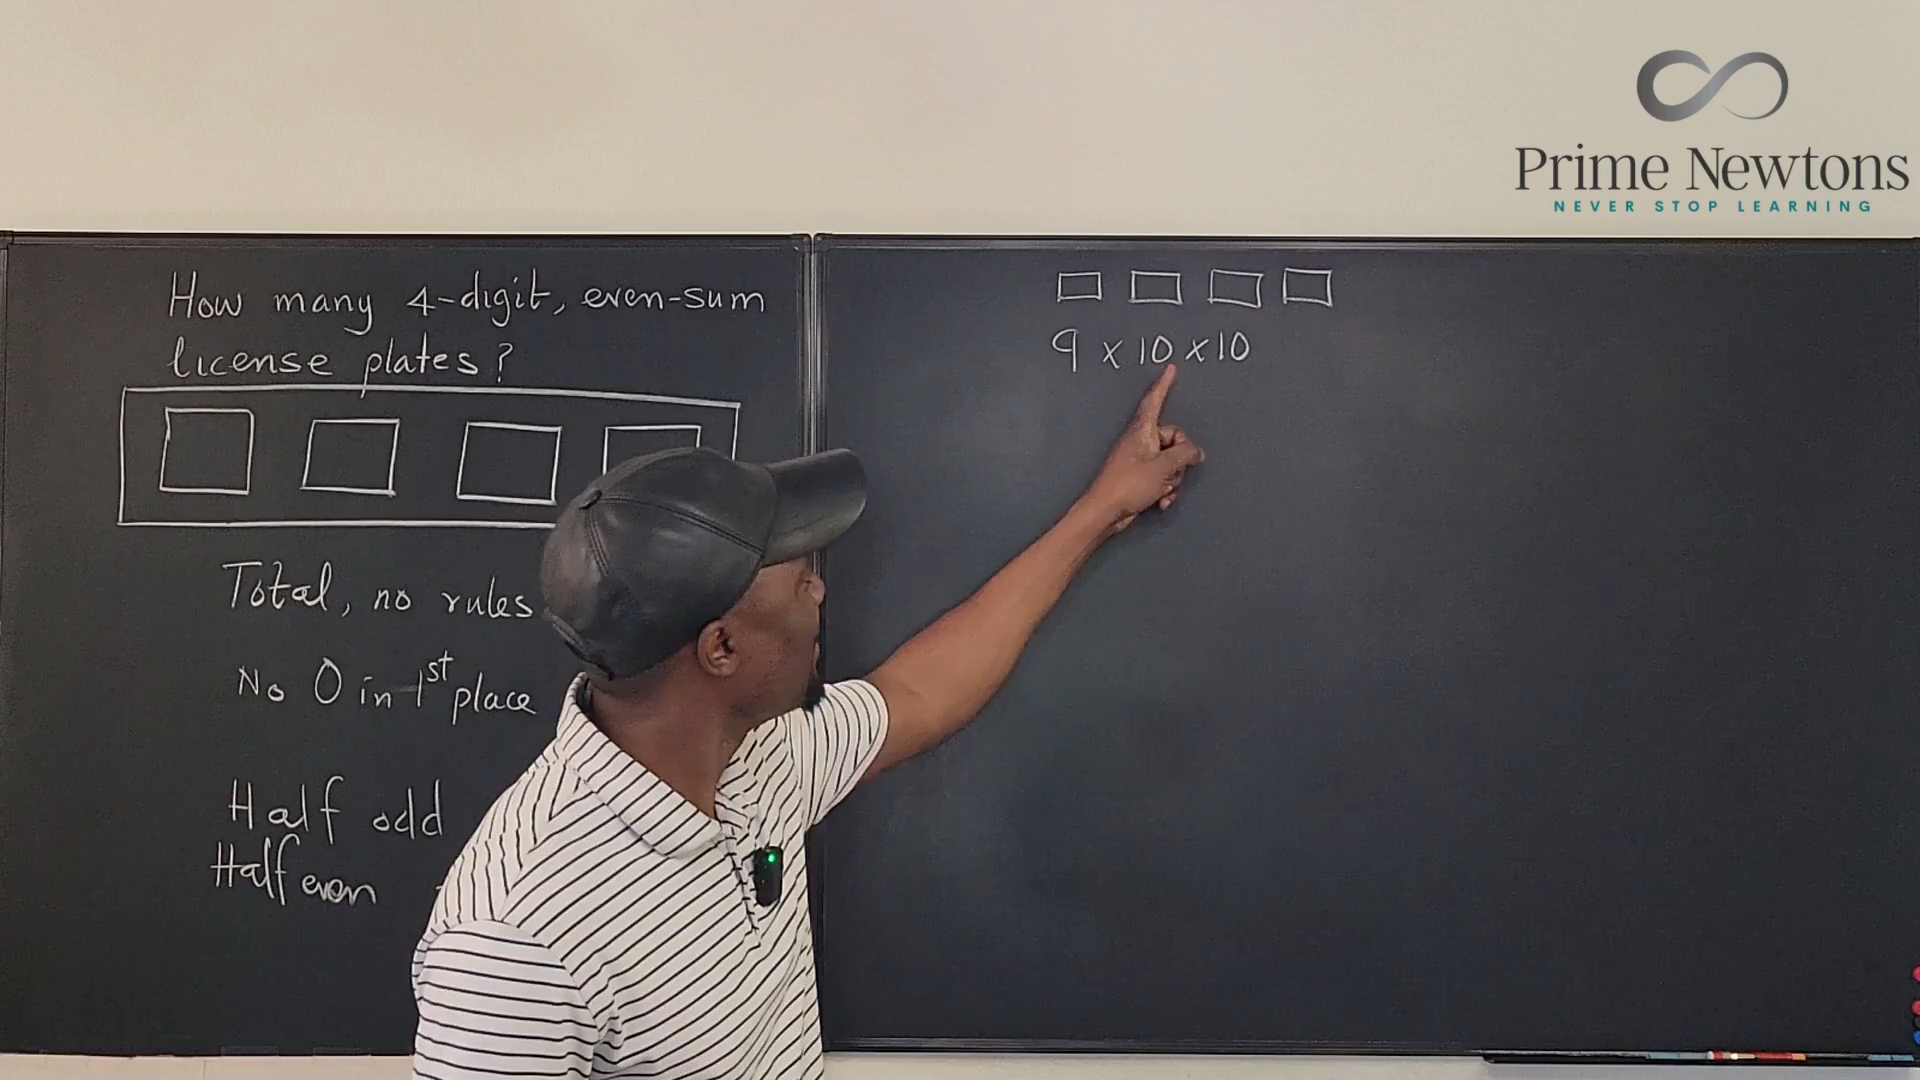 Prime Newtons
NEVER STOP LEARNING
How many 4-digit, even-sum
license plates?
Total, no rules
No 0 in 1st place
Half odd
Half even
9 x 10 x 10